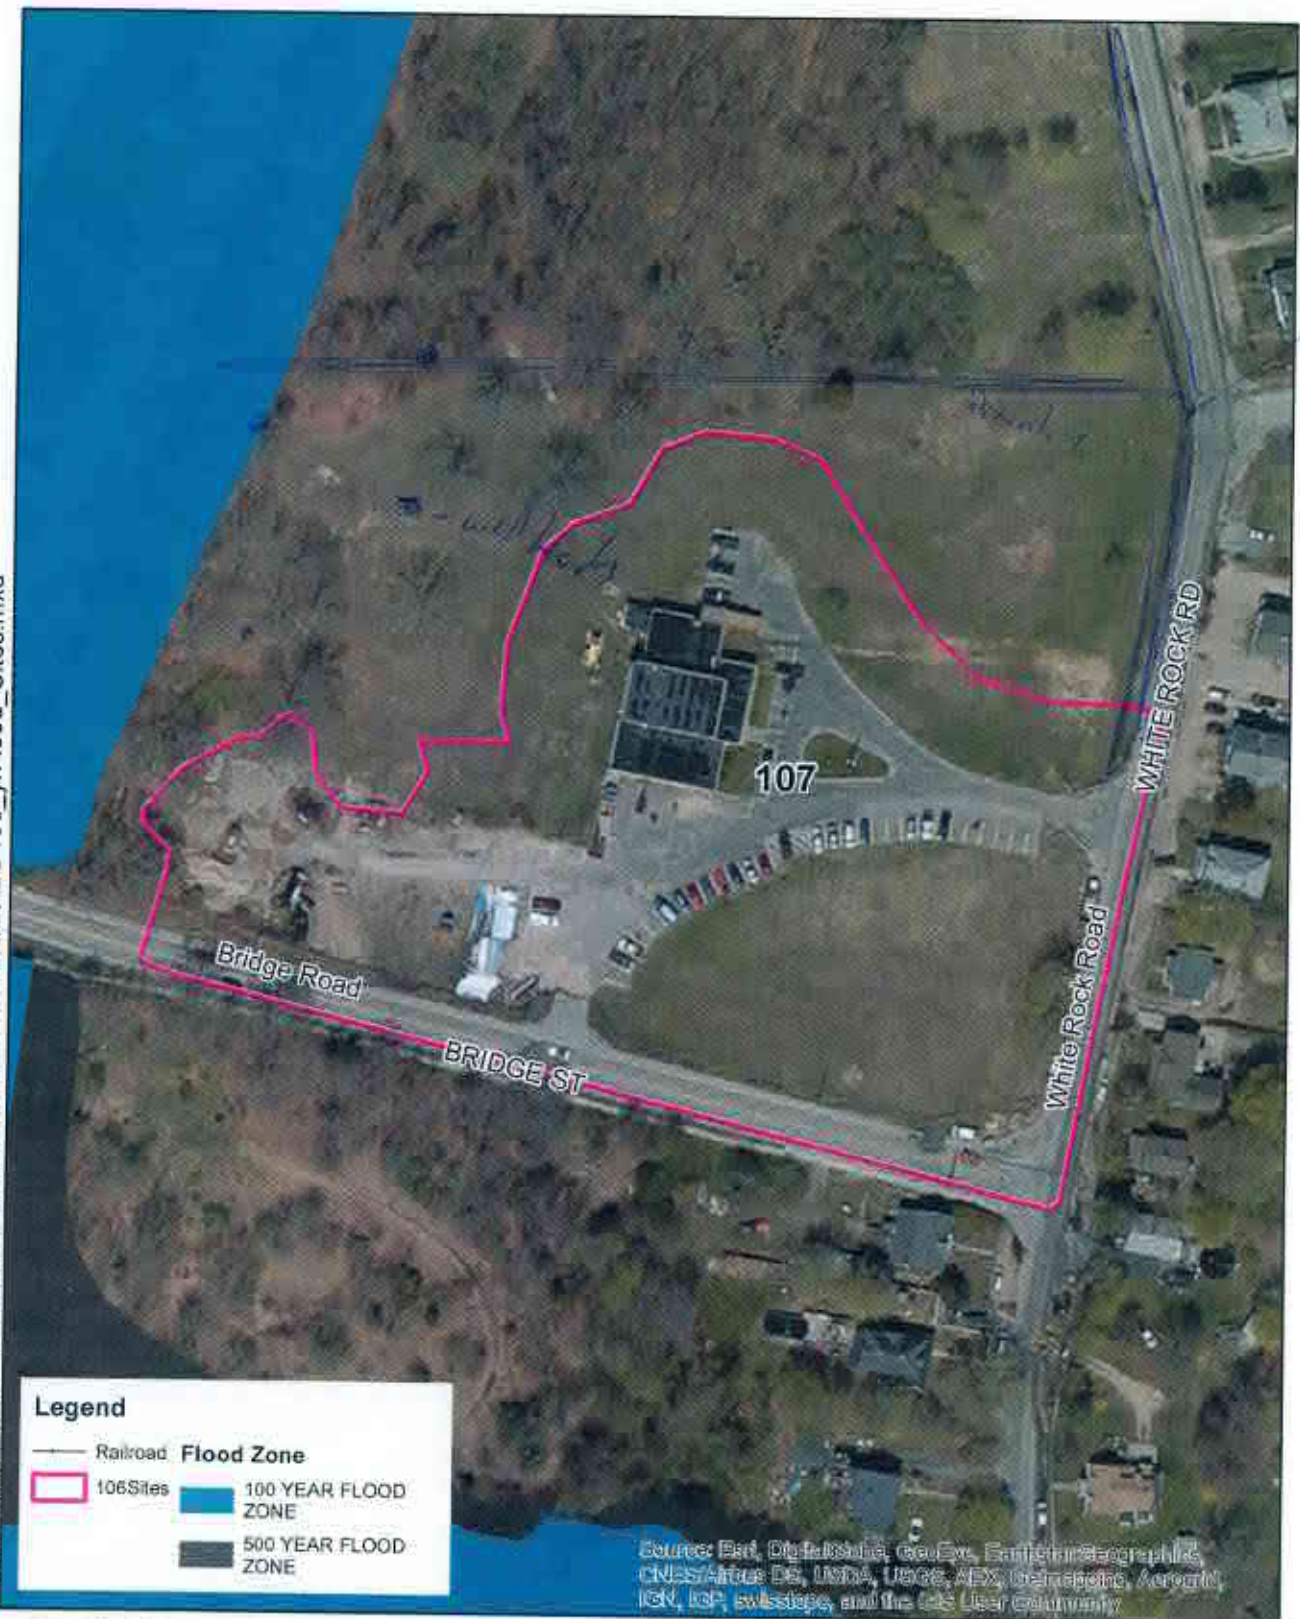 107
WHITE ROCK RD
White Rock Road
Bridge Road
BRIDGE ST
Legend
Railroad
106Sites
Flood Zone
100 YEAR FLOOD
ZONE
500 YEAR FLOOD
ZONE
Source: Esri, DigitalGlobe, GeoEye, Earthstar Geographics,
CNES/Airbus DS, USDA, USGS, AEX, Getmapping, Aerogrid,
IGN, IGP, swisstopo, and the GIS User Community